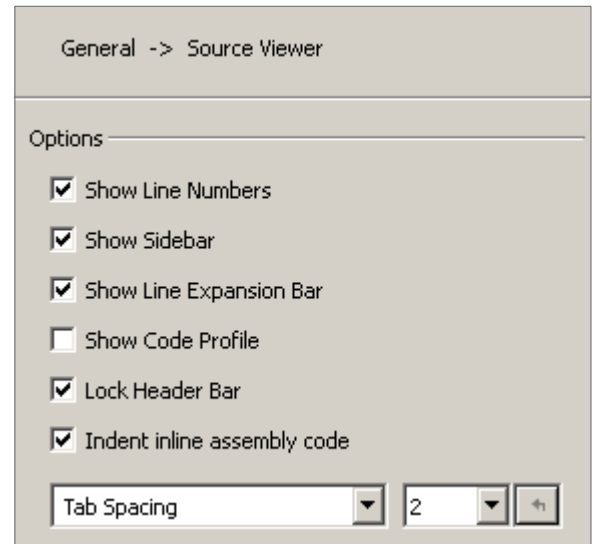 General -> Source Viewer
Options
Show Line Numbers
Show Sidebar
Show Line Expansion Bar
Show Code Profile
Lock Header Bar
Indent inline assembly code
Tab Spacing 2